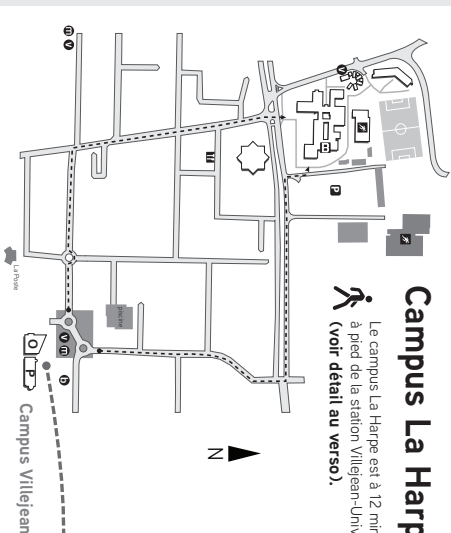 Campus La Harp
Le campus La Harpe est à 12 min
à pied de la station Villejean-Univ
(voir détail au verso).
P
B
V
m V
N
piscine
V m
b
La Poste
O
P
Campus Villejean